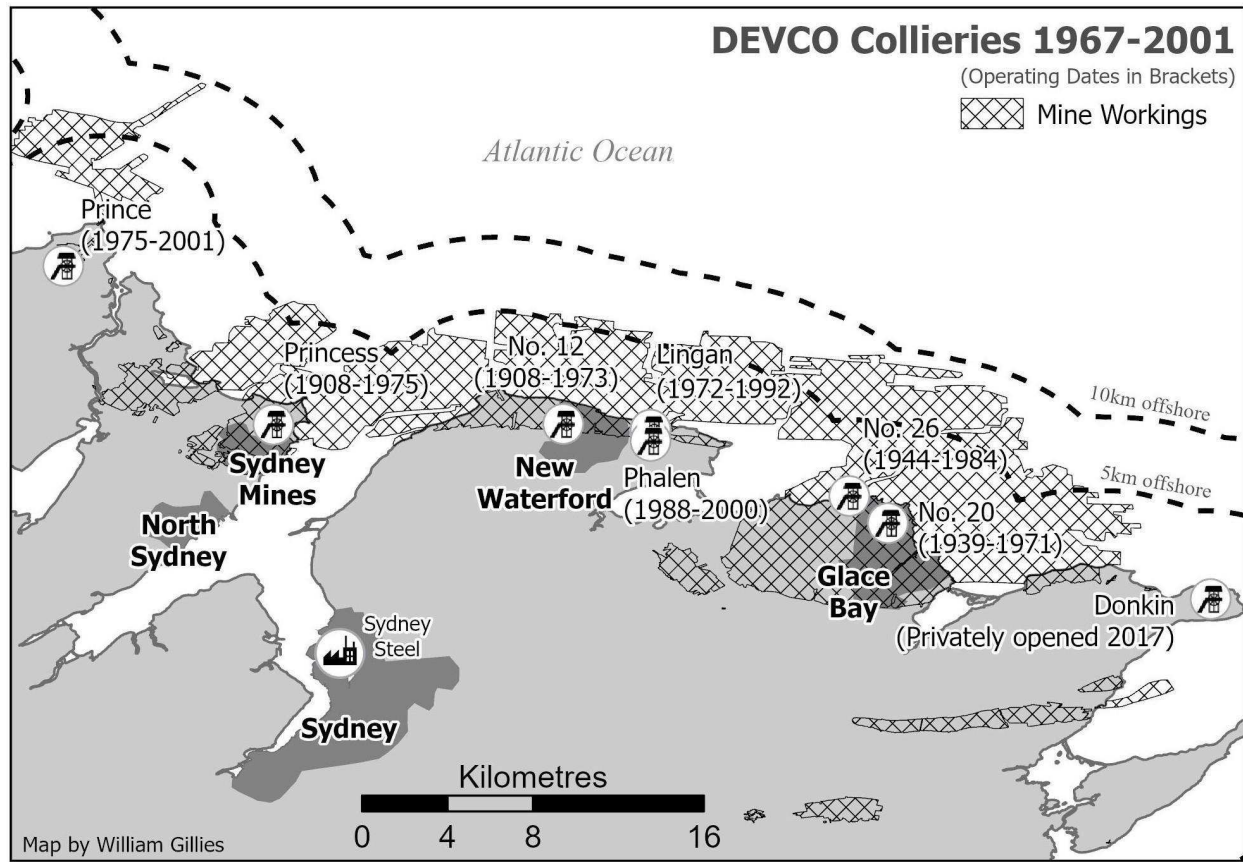 DEVCO Collieries 1967-2001
(Operating Dates in Brackets)
Mine Workings
Atlantic Ocean
Prince
(1975-2001)
Princess
(1908-1975)
No. 12
(1908-1973)
Lingan
(1972-1992)
10km offshore
No. 26
(1944-1984)
5km offshore
Sydney
Mines
New
Waterford
Phalen
(1988-2000)
No. 20
(1939-1971)
North
Sydney
Glace
Bay
Donkin
(Privately opened 2017)
Sydney
Steel
Sydney
Kilometres
0 4 8 16
Map by William Gillies